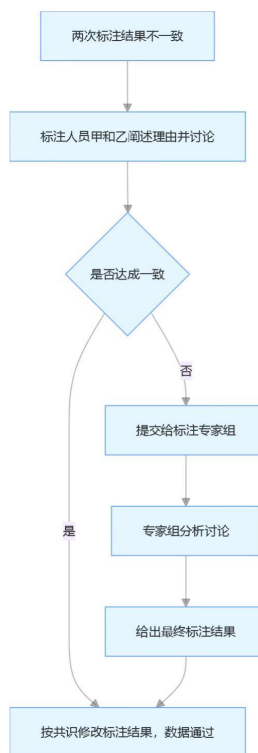 两次标注结果不一致
标注人员甲和乙阐述理由并讨论
是否达成一致
否
提交给标注专家组
是
专家组分析讨论
给出最终标注结果
按共识修改标注结果，数据通过